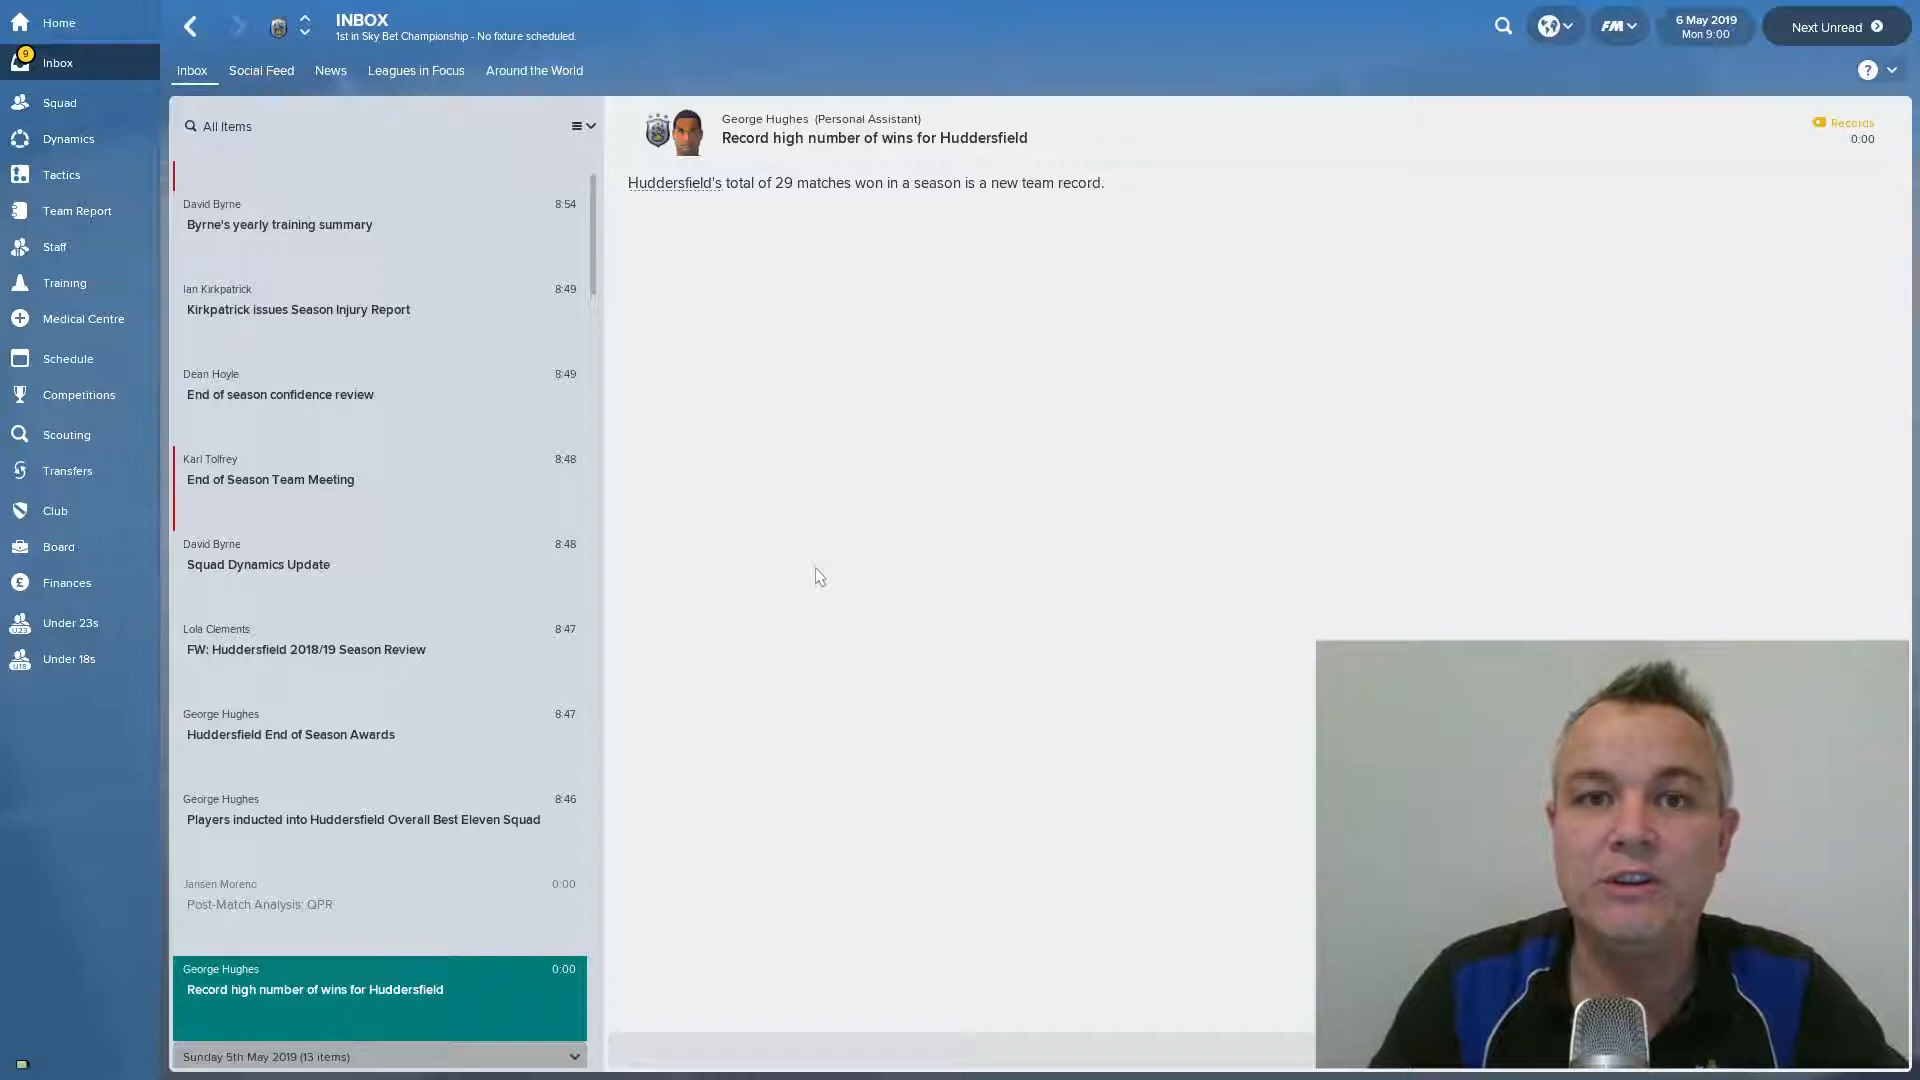 Home
9
Inbox
Squad
Dynamics
Tactics
Team Report
Staff
Training
Medical Centre
Schedule
Competitions
Scouting
Transfers
Club
Board
Finances
U23
Under 23s
U18
Under 18s
INBOX
1st in Sky Bet Championship - No fixture scheduled.
FM
6 May 2019
Mon 9:00
Next Unread
Inbox
Social Feed
News
Leagues in Focus
Around the World
?
All Items
David Byrne
8:54
Byrne's yearly training summary
Ian Kirkpatrick
8:49
Kirkpatrick issues Season Injury Report
Dean Hoyle
8:49
End of season confidence review
Karl Tolfrey
8:48
End of Season Team Meeting
David Byrne
8:48
Squad Dynamics Update
Lola Clements
8:47
FW: Huddersfield 2018/19 Season Review
George Hughes
8:47
Huddersfield End of Season Awards
George Hughes
8:46
Players inducted into Huddersfield Overall Best Eleven Squad
Jansen Moreno
0:00
Post-Match Analysis: QPR
George Hughes
0:00
Record high number of wins for Huddersfield
Sunday 5th May 2019 (13 items)
George Hughes (Personal Assistant)
Record high number of wins for Huddersfield
Records
0:00
Huddersfield's total of 29 matches won in a season is a new team record.